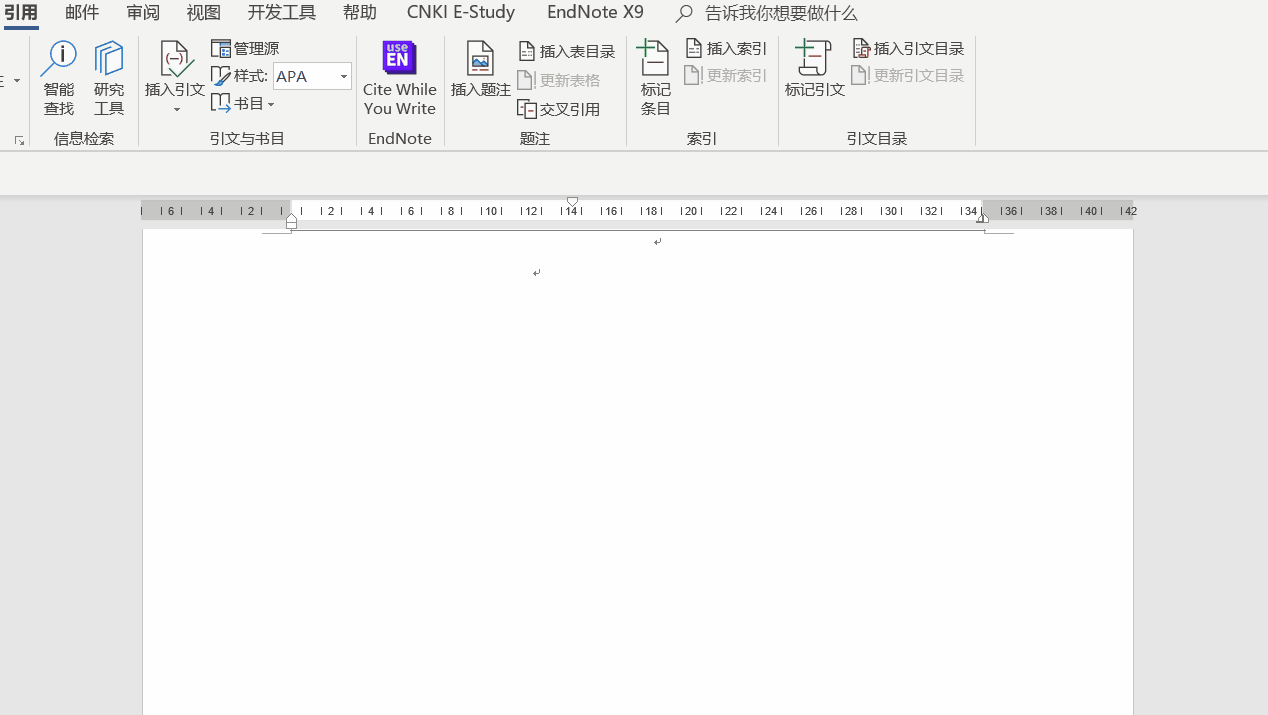 引用 邮件 审阅 视图 开发工具 帮助 CNKI E-Study EndNote X9 告诉我你想要做什么
智能
查找
研究
工具
信息检索
插入引文
管理源
样式: APA
书目
引文与书目
use
EN
Cite While
You Write
EndNote
插入题注
插入表目录
更新表格
交叉引用
题注
标记
条目
插入索引
更新索引
索引
标记引文
插入引文目录
更新引文目录
引文目录
6 4 2 2 4 6 8 10 12 14 16 18 20 22 24 26 28 30 32 34 36 38 40 42